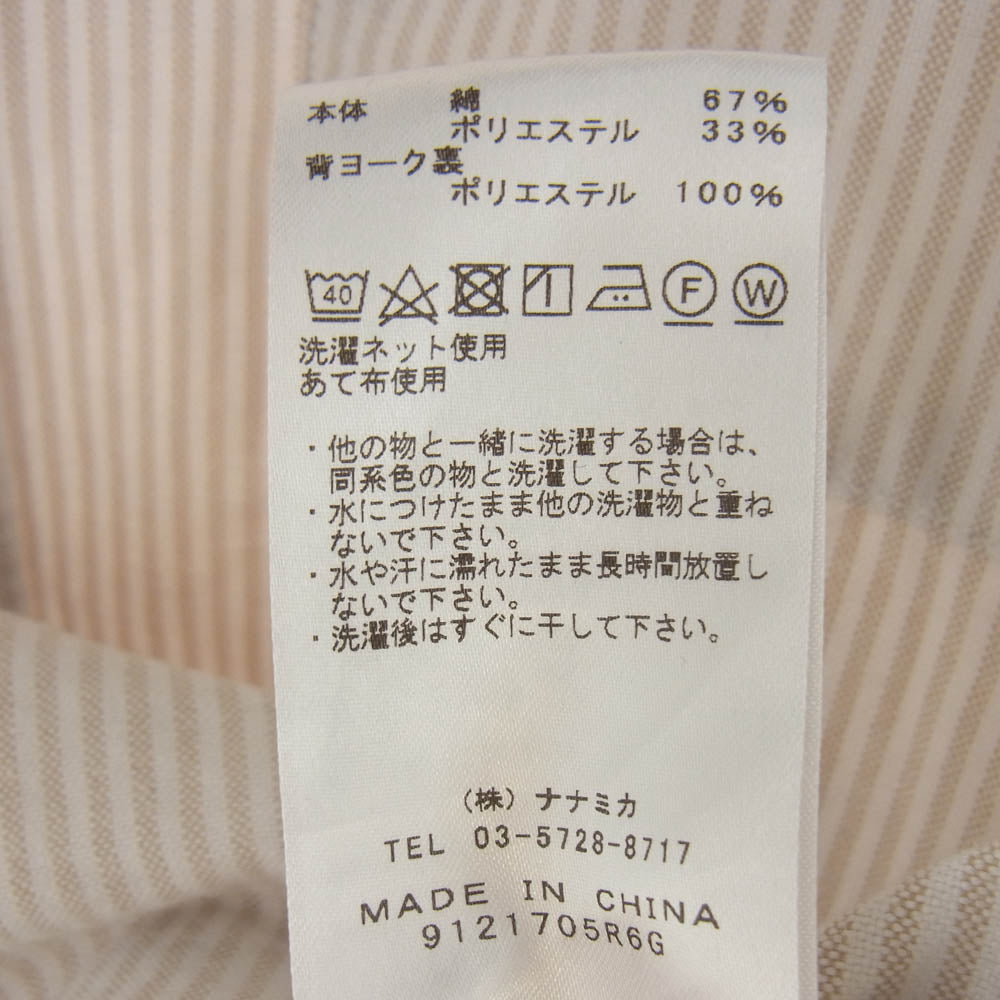 本体 綿 67%
ポリエステル 33%
背ヨーク裏
ポリエステル 100%
40 F W
洗濯ネット使用
あて布使用
・他の物と一緒に洗濯する場合は、
同系色の物と洗濯して下さい。
・水につけたまま他の洗濯物と重ね
ないで下さい。
・水や汗に濡れたまま長時間放置し
ないで下さい。
・洗濯後はすぐに干して下さい。
(株) ナナミカ
TEL 03-5728-8717
MADE IN CHINA
9121705R6G